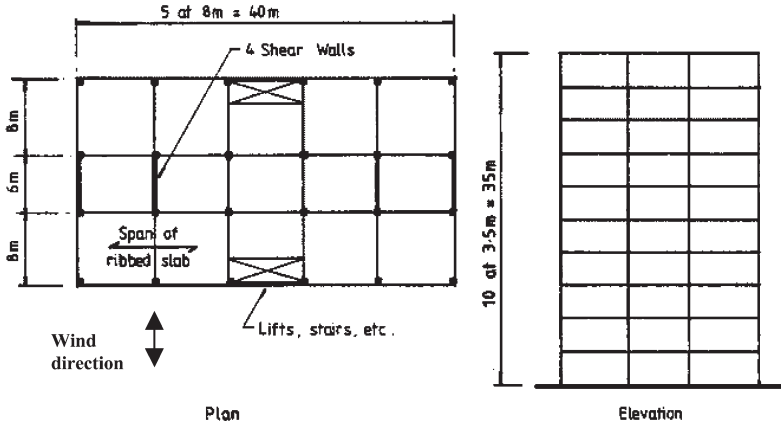 5 at 8m = 40m
4 Shear Walls
8m
6m
8m
Span of
ribbed slab
Lifts, stairs, etc.
Wind
direction
Plan
10 at 3·5m = 35m
Elevation